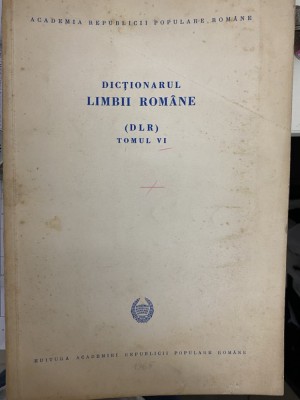 ACADEMIA REPUBLICII POPULARE ROMÂNE
DICȚIONARUL
LIMBII ROMÂNE
(DLR)
TOMUL VI
EDITURA ACADEMIEI REPUBLICII POPULARE ROMÂNE